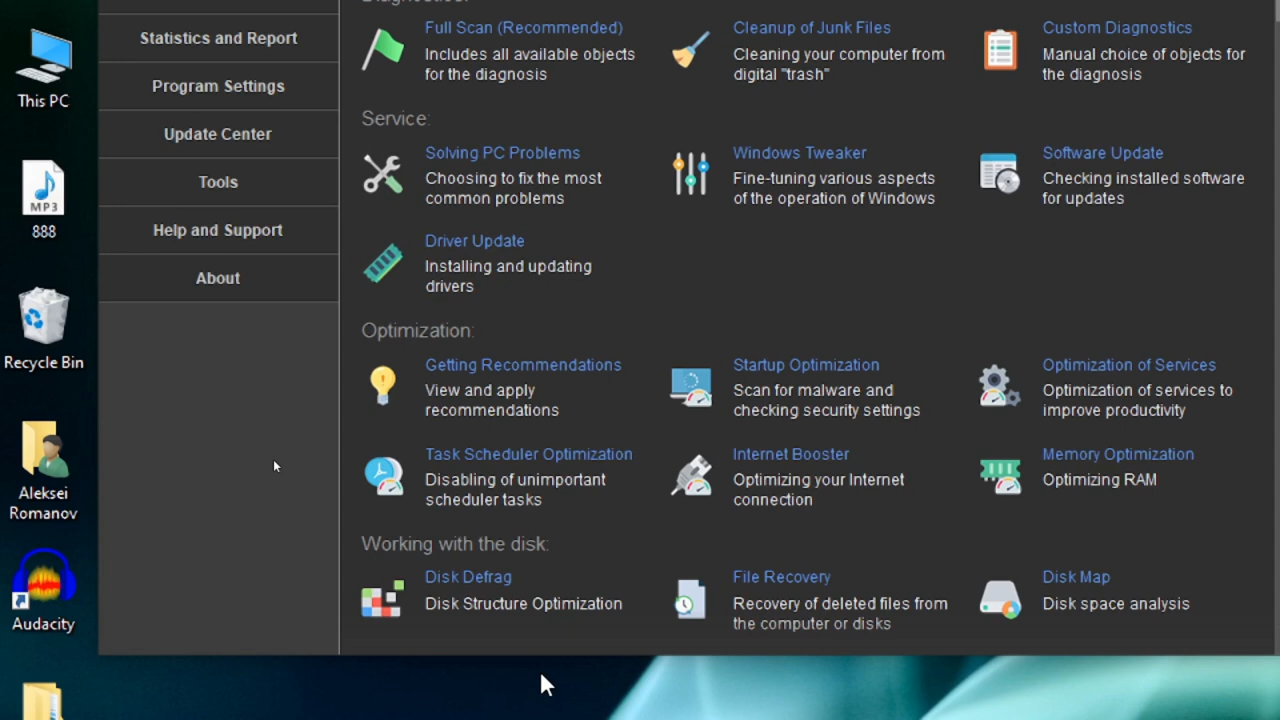 This PC
MP3
888
Recycle Bin
Aleksei
Romanov
Audacity
Statistics and Report
Program Settings
Update Center
Tools
Help and Support
About
Diagnostics:
Full Scan (Recommended)
Includes all available objects
for the diagnosis
Cleanup of Junk Files
Cleaning your computer from
digital "trash"
Custom Diagnostics
Manual choice of objects for
the diagnosis
Service:
Solving PC Problems
Choosing to fix the most
common problems
Windows Tweaker
Fine-tuning various aspects
of the operation of Windows
Software Update
Checking installed software
for updates
Driver Update
Installing and updating
drivers
Optimization:
Getting Recommendations
View and apply
recommendations
Startup Optimization
Scan for malware and
checking security settings
Optimization of Services
Optimization of services to
improve productivity
Task Scheduler Optimization
Disabling of unimportant
scheduler tasks
Internet Booster
Optimizing your Internet
connection
Memory Optimization
Optimizing RAM
Working with the disk:
Disk Defrag
Disk Structure Optimization
File Recovery
Recovery of deleted files from
the computer or disks
Disk Map
Disk space analysis